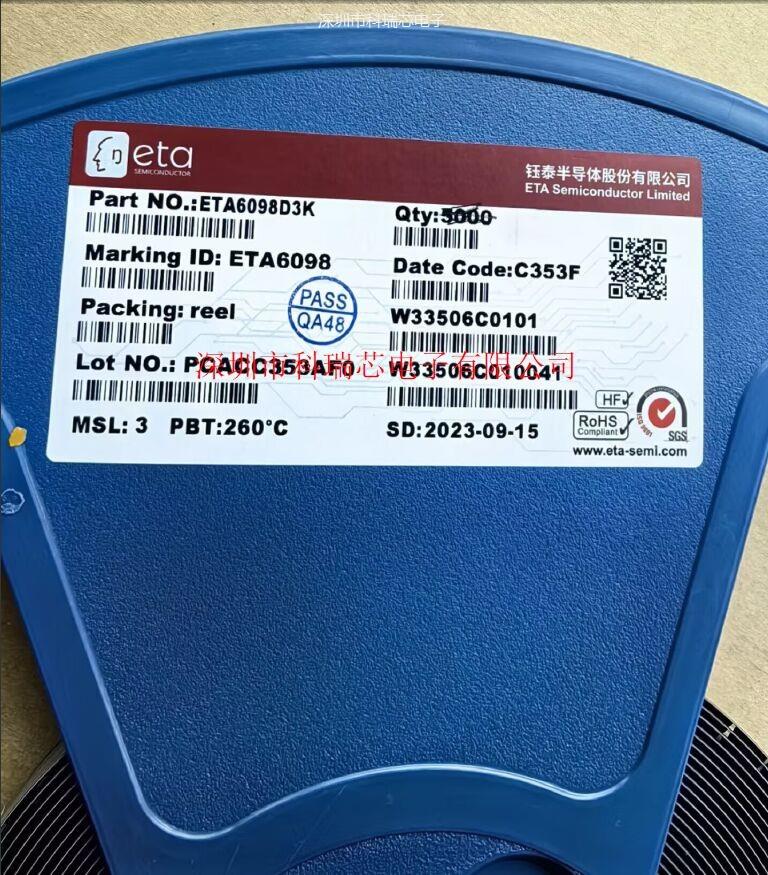 深圳市科瑞芯电子
eta
SEMICONDUCTOR
钰泰半导体股份有限公司
ETA Semiconductor Limited
Part NO.:ETA6098D3K
Qty:5000
Marking ID: ETA6098
Date Code:C353F
Packing: reel
PASS
QA48
W33506C0101
Lot NO.: PCACC353AF0
W33506C010041
深圳市科瑞芯电子有限公司
MSL: 3 PBT:260°C
SD:2023-09-15
HF
RoHS
Compliant
ISO 9001
SGS
www.eta-semi.com